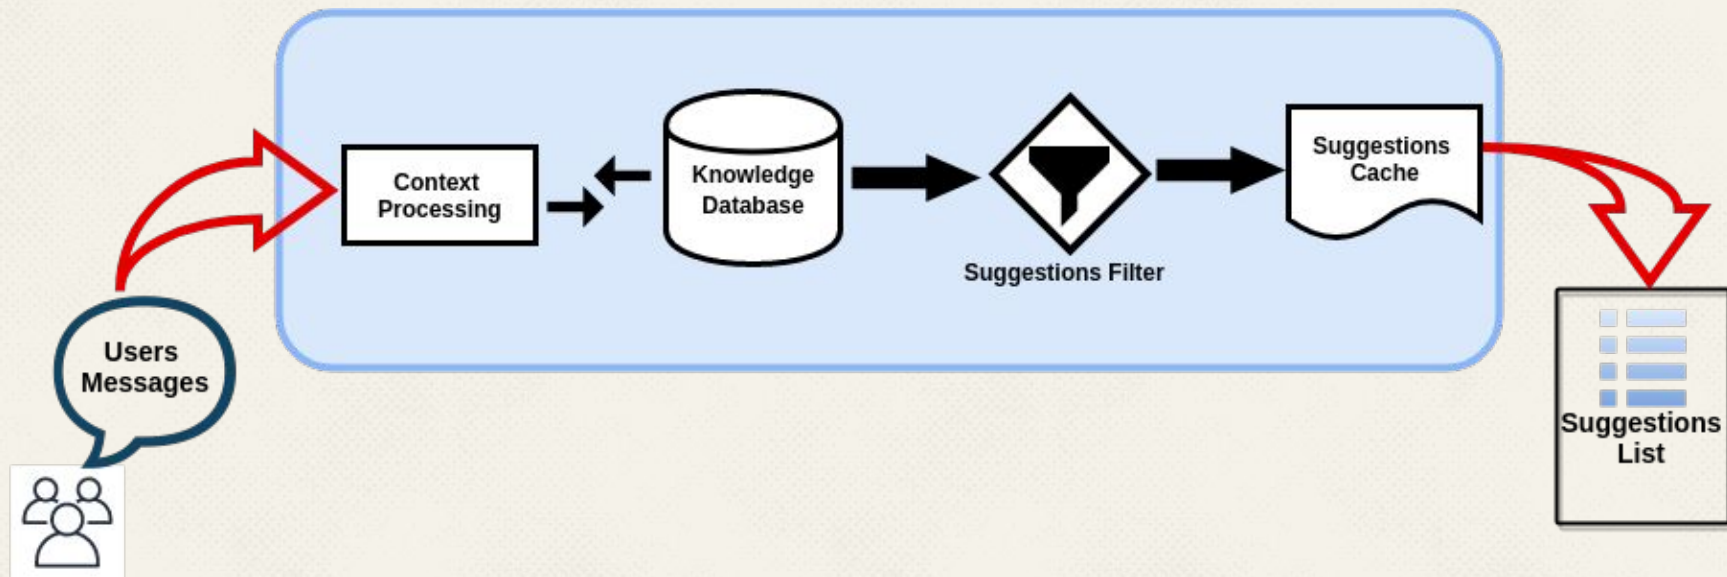 Users
Messages
Context
Processing
Knowledge
Database
Suggestions Filter
Suggestions
Cache
Suggestions
List